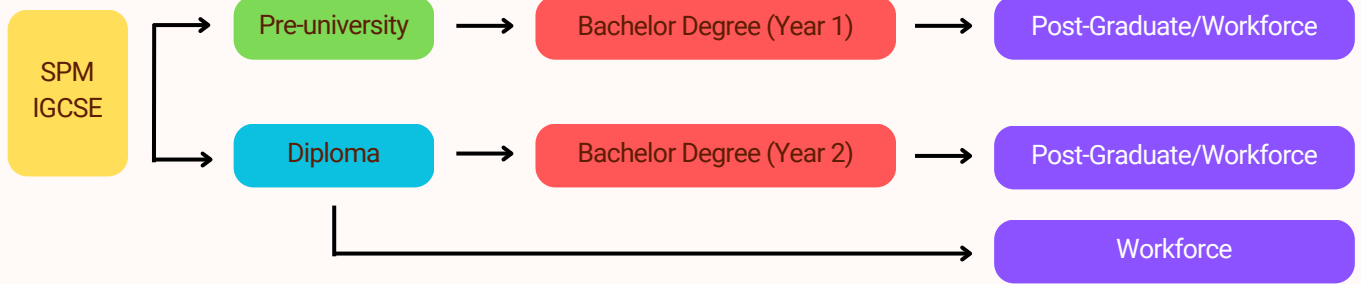 SPM
IGCSE
Pre-university
Bachelor Degree (Year 1)
Post-Graduate/Workforce
Diploma
Bachelor Degree (Year 2)
Post-Graduate/Workforce
Workforce